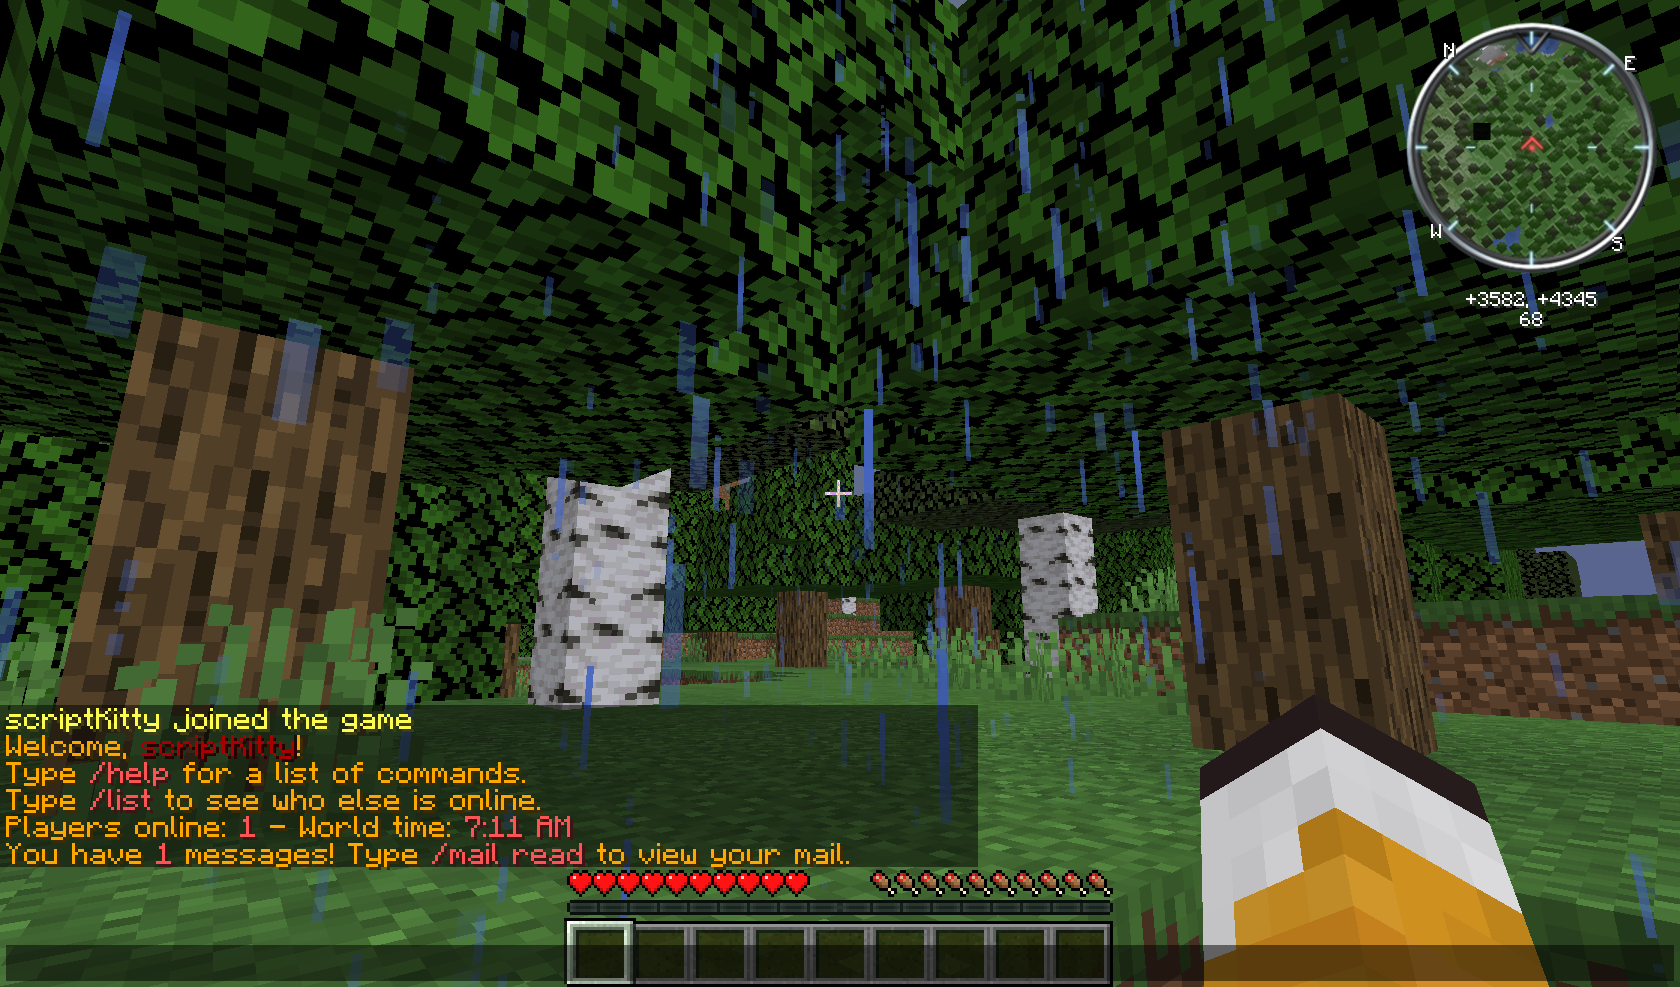 N
E
W
S
+3582, +4345
68
scriptKitty joined the game
Welcome, scriptKitty!
Type /help for a list of commands.
Type /list to see who else is online.
Players online: 1 - World time: 7:11 AM
You have 1 messages! Type /mail read to view your mail.